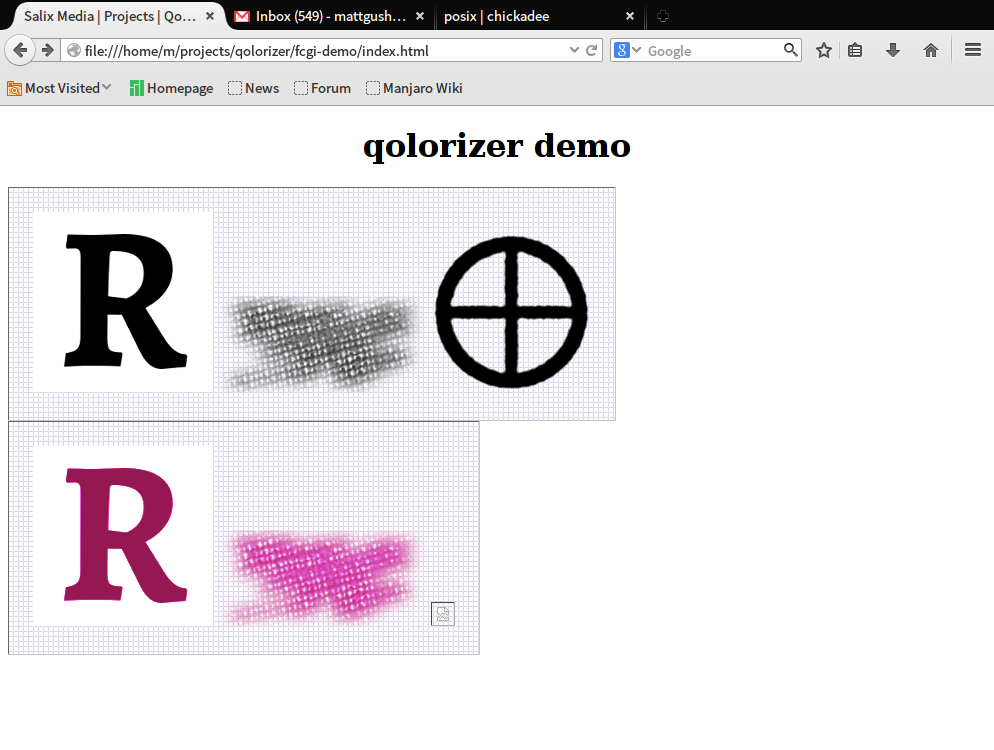 Salix Media | Projects | Qo...
Inbox (549) - mattgush...
posix | chickadee
file:///home/m/projects/qolorizer/fcgi-demo/index.html
8 Google
Most Visited
Homepage
News
Forum
Manjaro Wiki
qolorizer demo
R
R